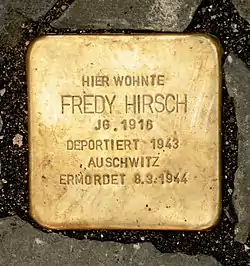 HIER WOHNTE
FREDY HIRSCH
JG. 1916
DEPORTIERT 1943
AUSCHWITZ
ERMORDET 8.3.1944